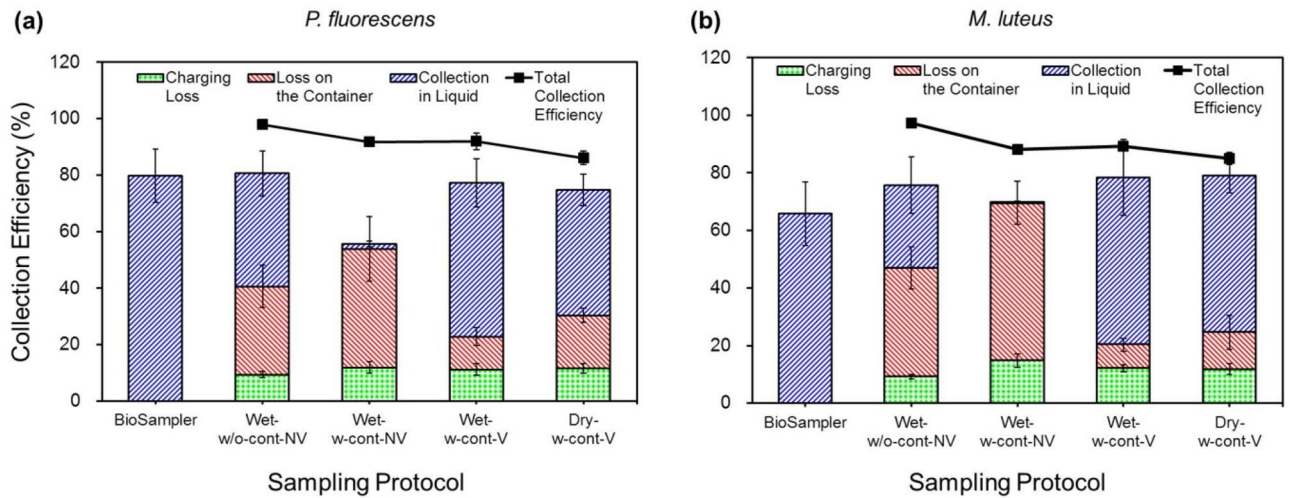 (a)
P. fluorescens
Collection Efficiency (%)
120
100
80
60
40
20
0
Charging
Loss
Loss on
the Container
Collection
in Liquid
Total
Collection
Efficiency
BioSampler
Wet-
w/o-cont-NV
Wet-
w-cont-NV
Wet-
w-cont-V
Dry-
w-cont-V
Sampling Protocol
(b)
M. luteus
120
100
80
60
40
20
0
Charging
Loss
Loss on
the Container
Collection
in Liquid
Total
Collection
Efficiency
BioSampler
Wet-
w/o-cont-NV
Wet-
w-cont-NV
Wet-
w-cont-V
Dry-
w-cont-V
Sampling Protocol